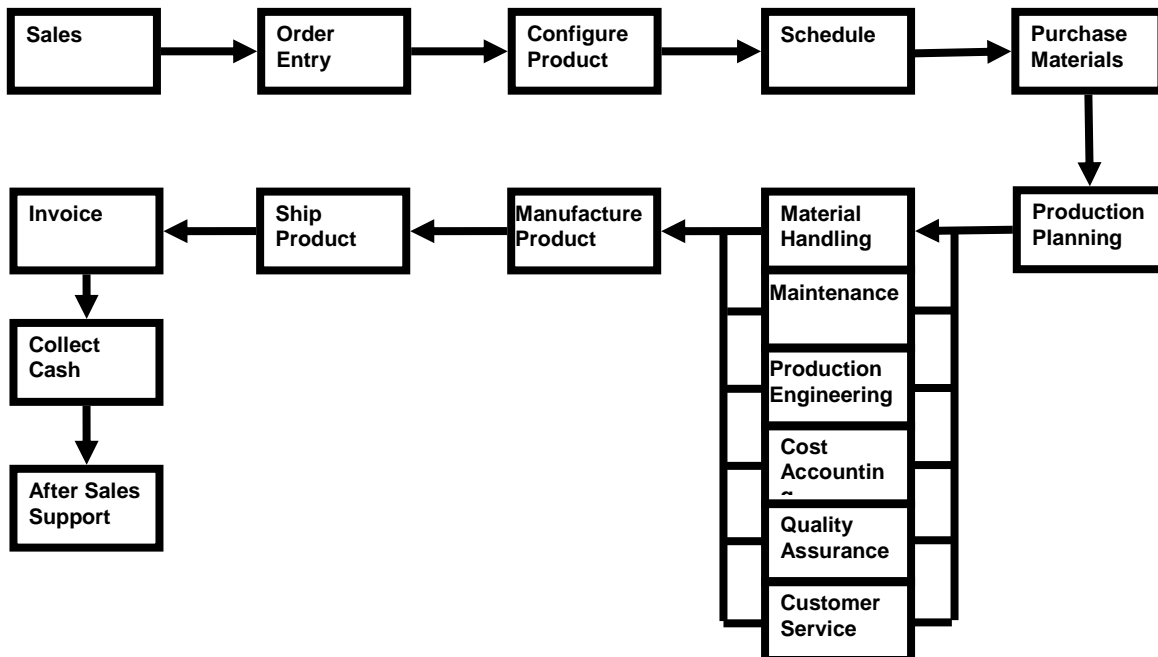 Sales
Order
Entry
Configure
Product
Schedule
Purchase
Materials
Invoice
Ship
Product
Manufacture
Product
Material
Handling
Production
Planning
Maintenance
Production
Engineering
Cost
Accountin
Quality
Assurance
Customer
Service
Collect
Cash
After Sales
Support